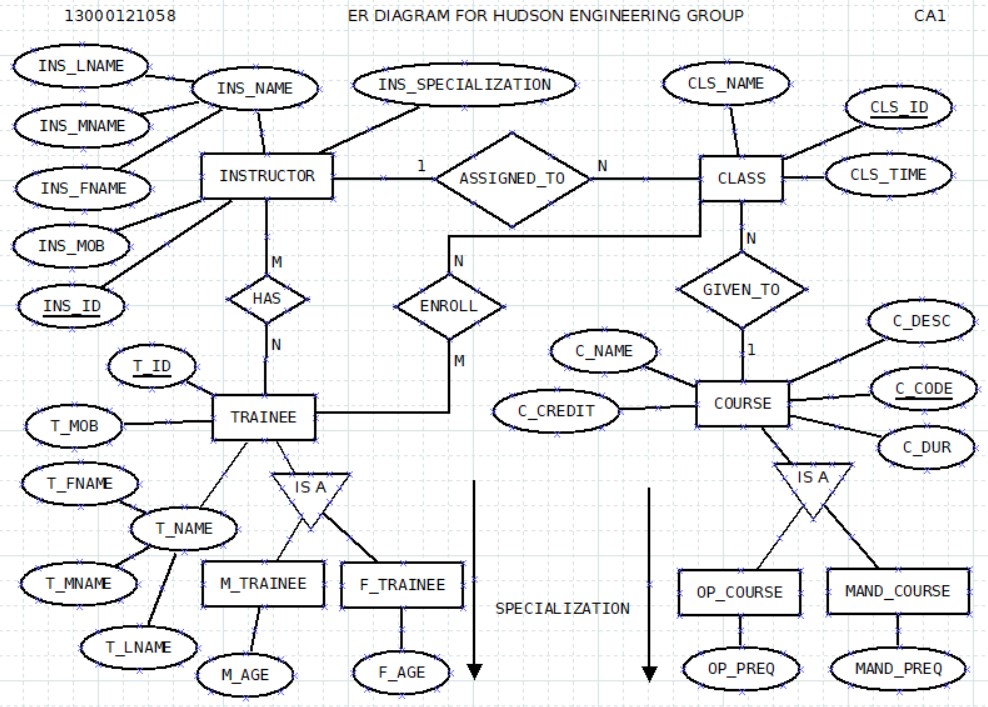 13000121058
ER DIAGRAM FOR HUDSON ENGINEERING GROUP
CA1
INS_LNAME
INS_NAME
INS_SPECIALIZATION
CLS_NAME
CLS_ID
INS_MNAME
INS_FNAME
INSTRUCTOR
1
ASSIGNED_TO
N
CLASS
CLS_TIME
INS_MOB
INS_ID
M
HAS
N
N
ENROLL
M
N
GIVEN_TO
1
C_DESC
C_NAME
C_CODE
C_CREDIT
COURSE
C_DUR
T_ID
TRAINEE
T_MOB
T_FNAME
IS A
IS A
T_NAME
T_MNAME
M_TRAINEE
F_TRAINEE
SPECIALIZATION
OP_COURSE
MAND_COURSE
T_LNAME
M_AGE
F_AGE
OP_PREQ
MAND_PREQ